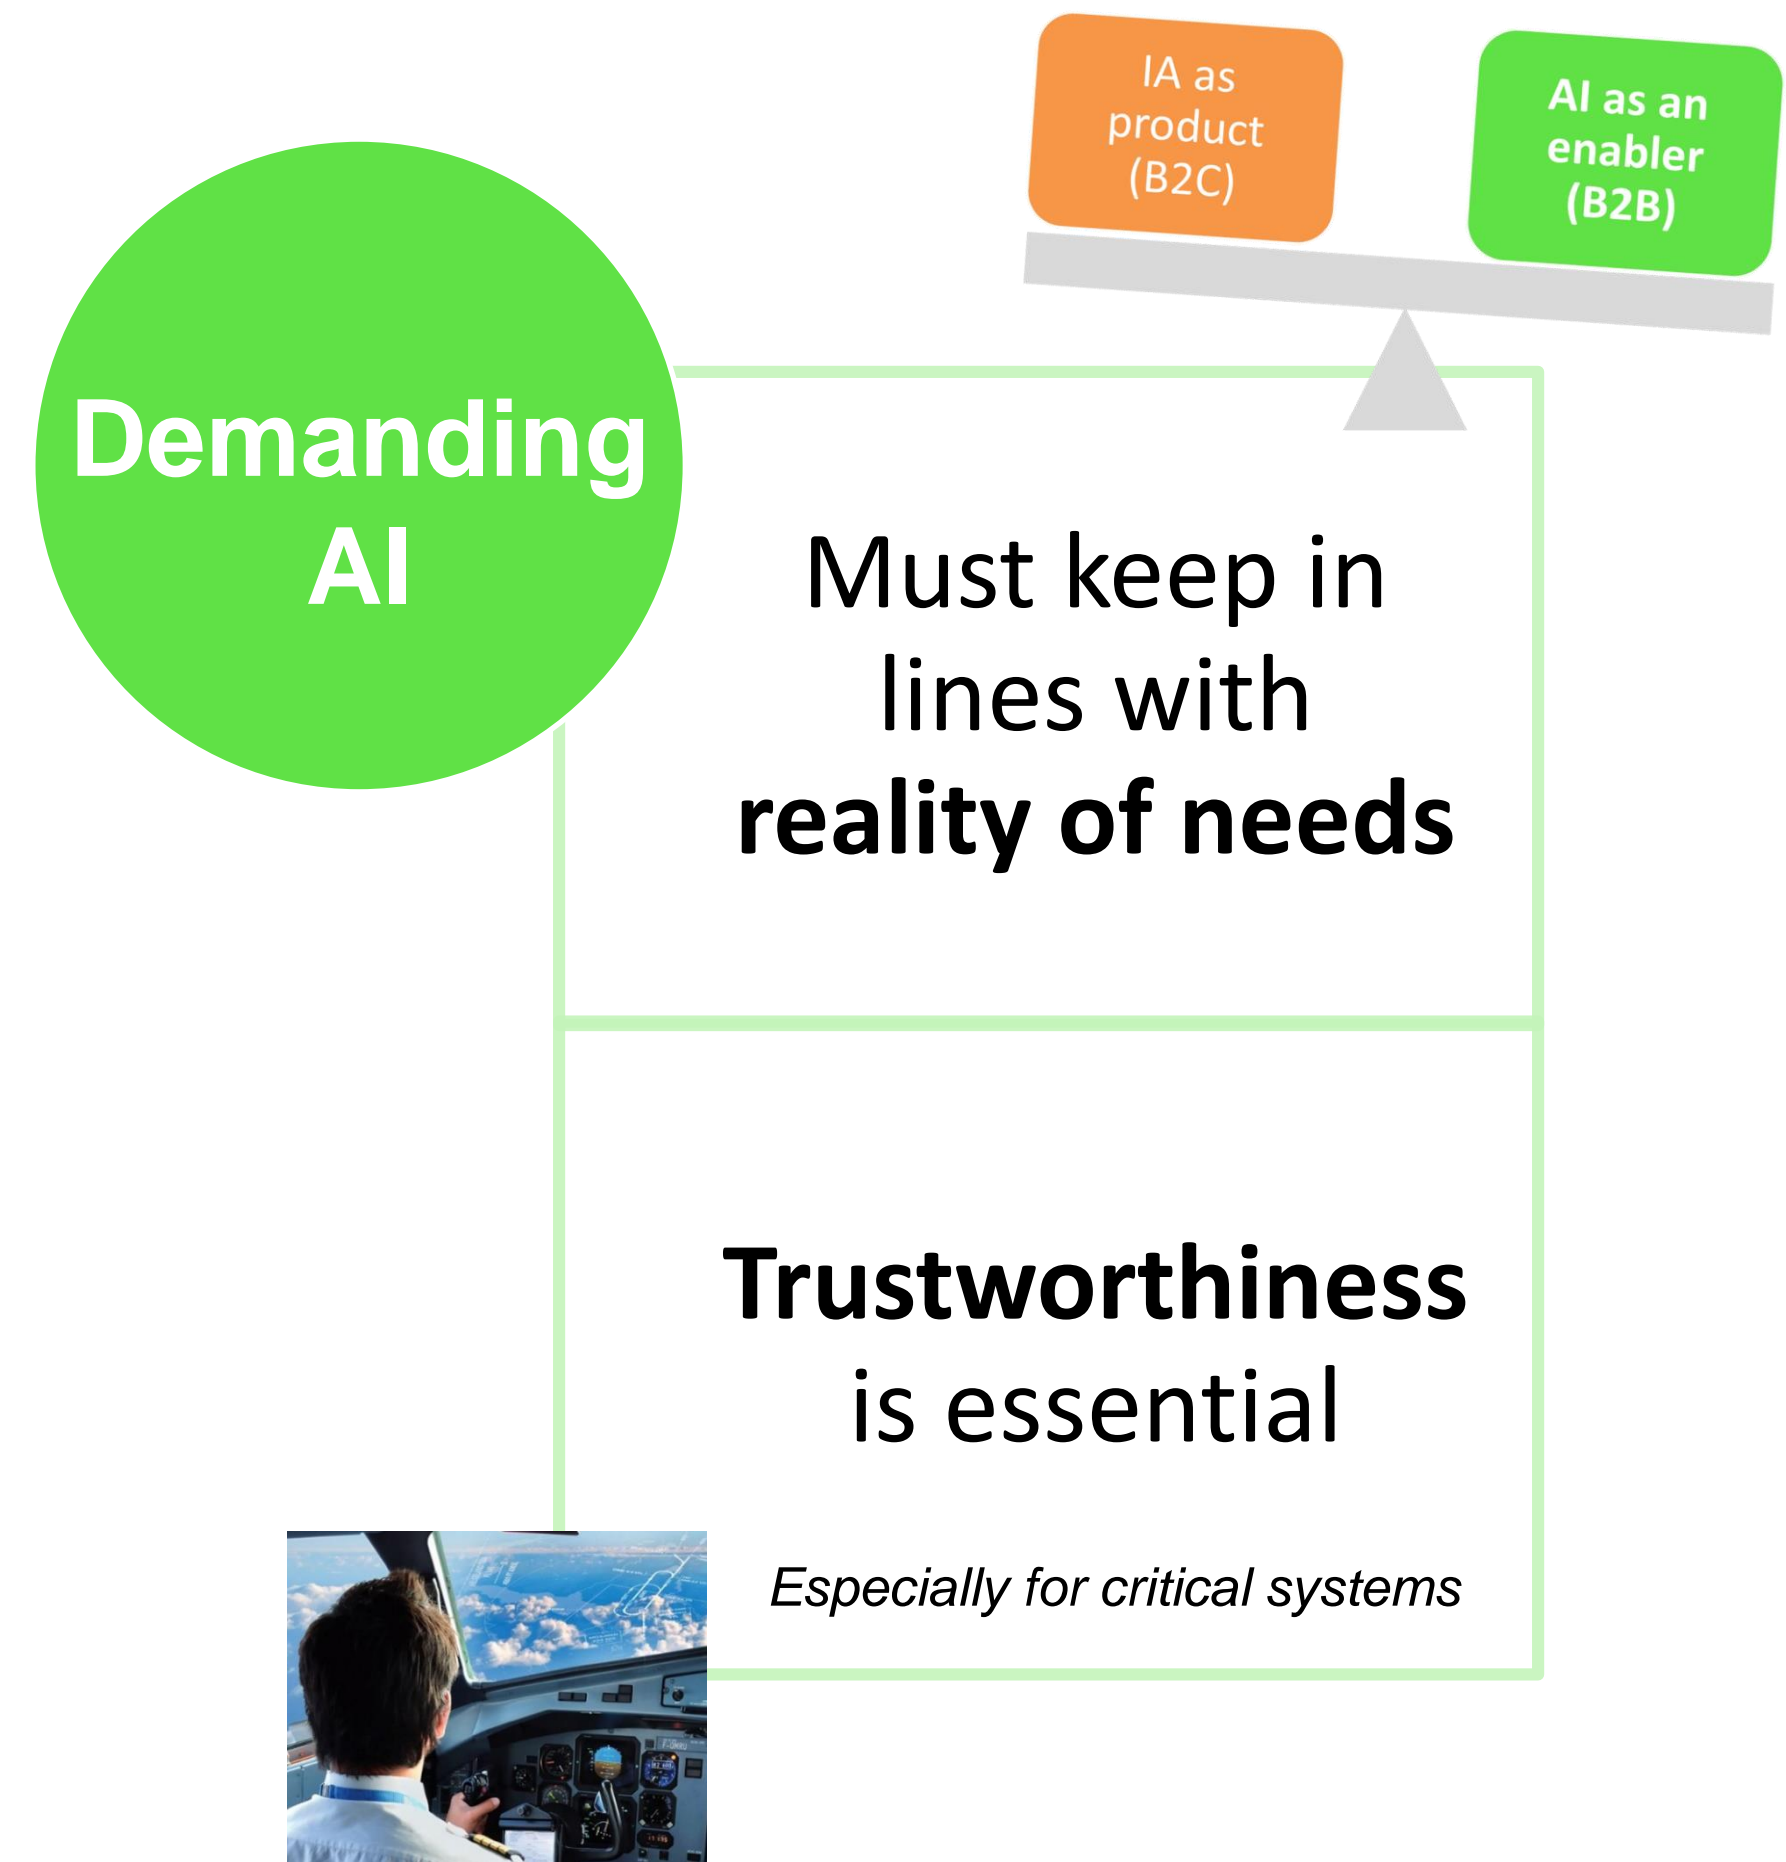 IA as
product
(B2C)
AI as an
enabler
(B2B)
Demanding
AI
Must keep in
lines with
reality of needs
Trustworthiness
is essential
Especially for critical systems